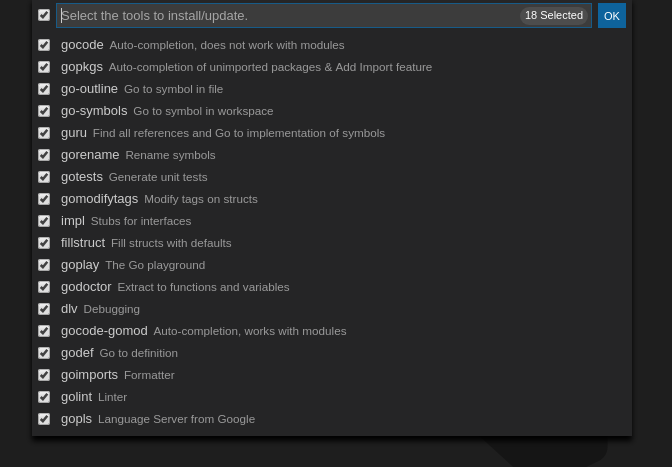 Select the tools to install/update. 18 Selected OK
gocode Auto-completion, does not work with modules
gopkgs Auto-completion of unimported packages & Add Import feature
go-outline Go to symbol in file
go-symbols Go to symbol in workspace
guru Find all references and Go to implementation of symbols
gorename Rename symbols
gotests Generate unit tests
gomodifytags Modify tags on structs
impl Stubs for interfaces
fillstruct Fill structs with defaults
goplay The Go playground
godoctor Extract to functions and variables
dlv Debugging
gocode-gomod Auto-completion, works with modules
godef Go to definition
goimports Formatter
golint Linter
gopls Language Server from Google